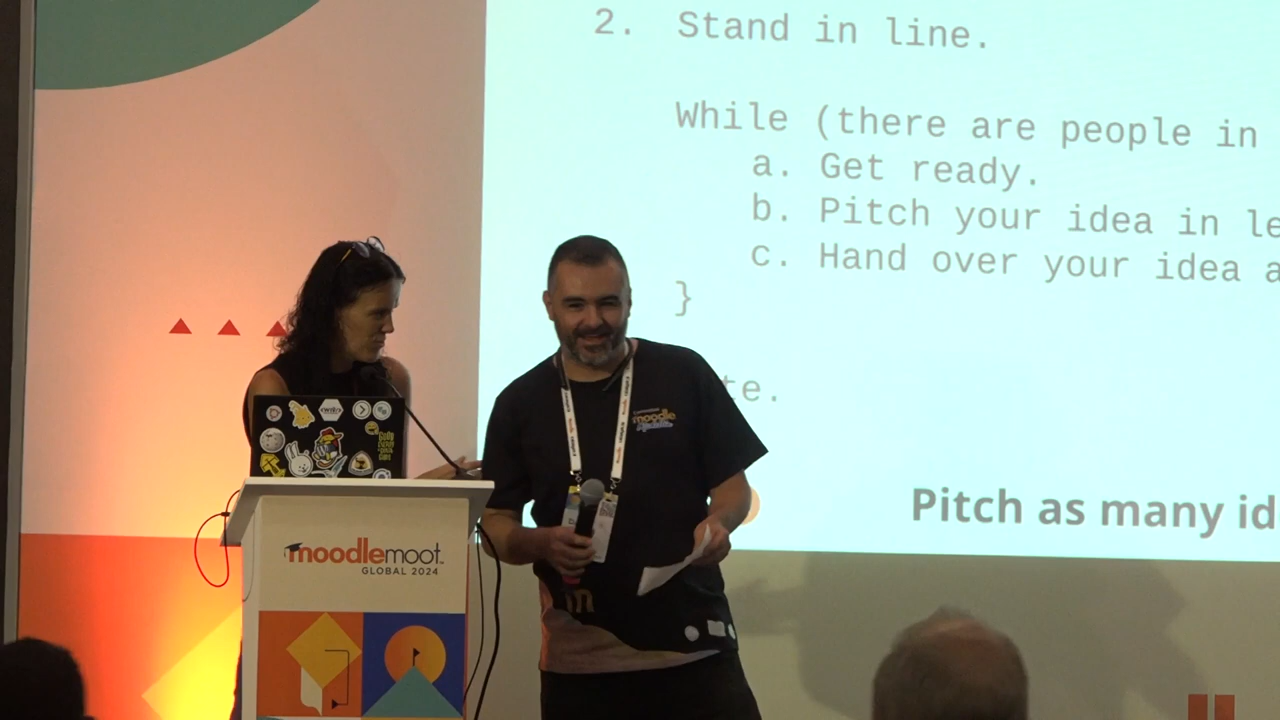 2. Stand in line.
While (there are people in
a. Get ready.
b. Pitch your idea in le
c. Hand over your idea a
}
te.
Pitch as many id
moodle
moodlemoot
GLOBAL 2024